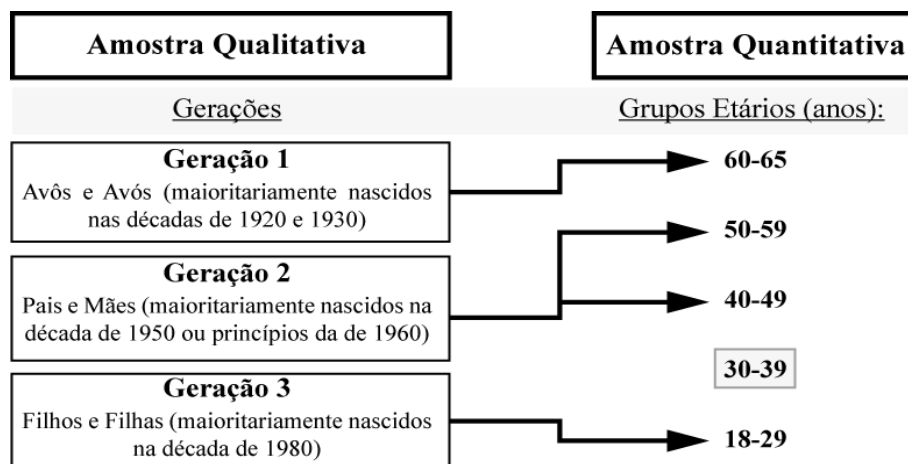 Amostra Qualitativa
Amostra Quantitativa
Gerações
Grupos Etários (anos):
Geração 1
Avôs e Avós (maioritariamente nascidos
nas décadas de 1920 e 1930)
60-65
50-59
Geração 2
Pais e Mães (maioritariamente nascidos na
década de 1950 ou princípios da de 1960)
40-49
30-39
Geração 3
Filhos e Filhas (maioritariamente nascidos
na década de 1980)
18-29